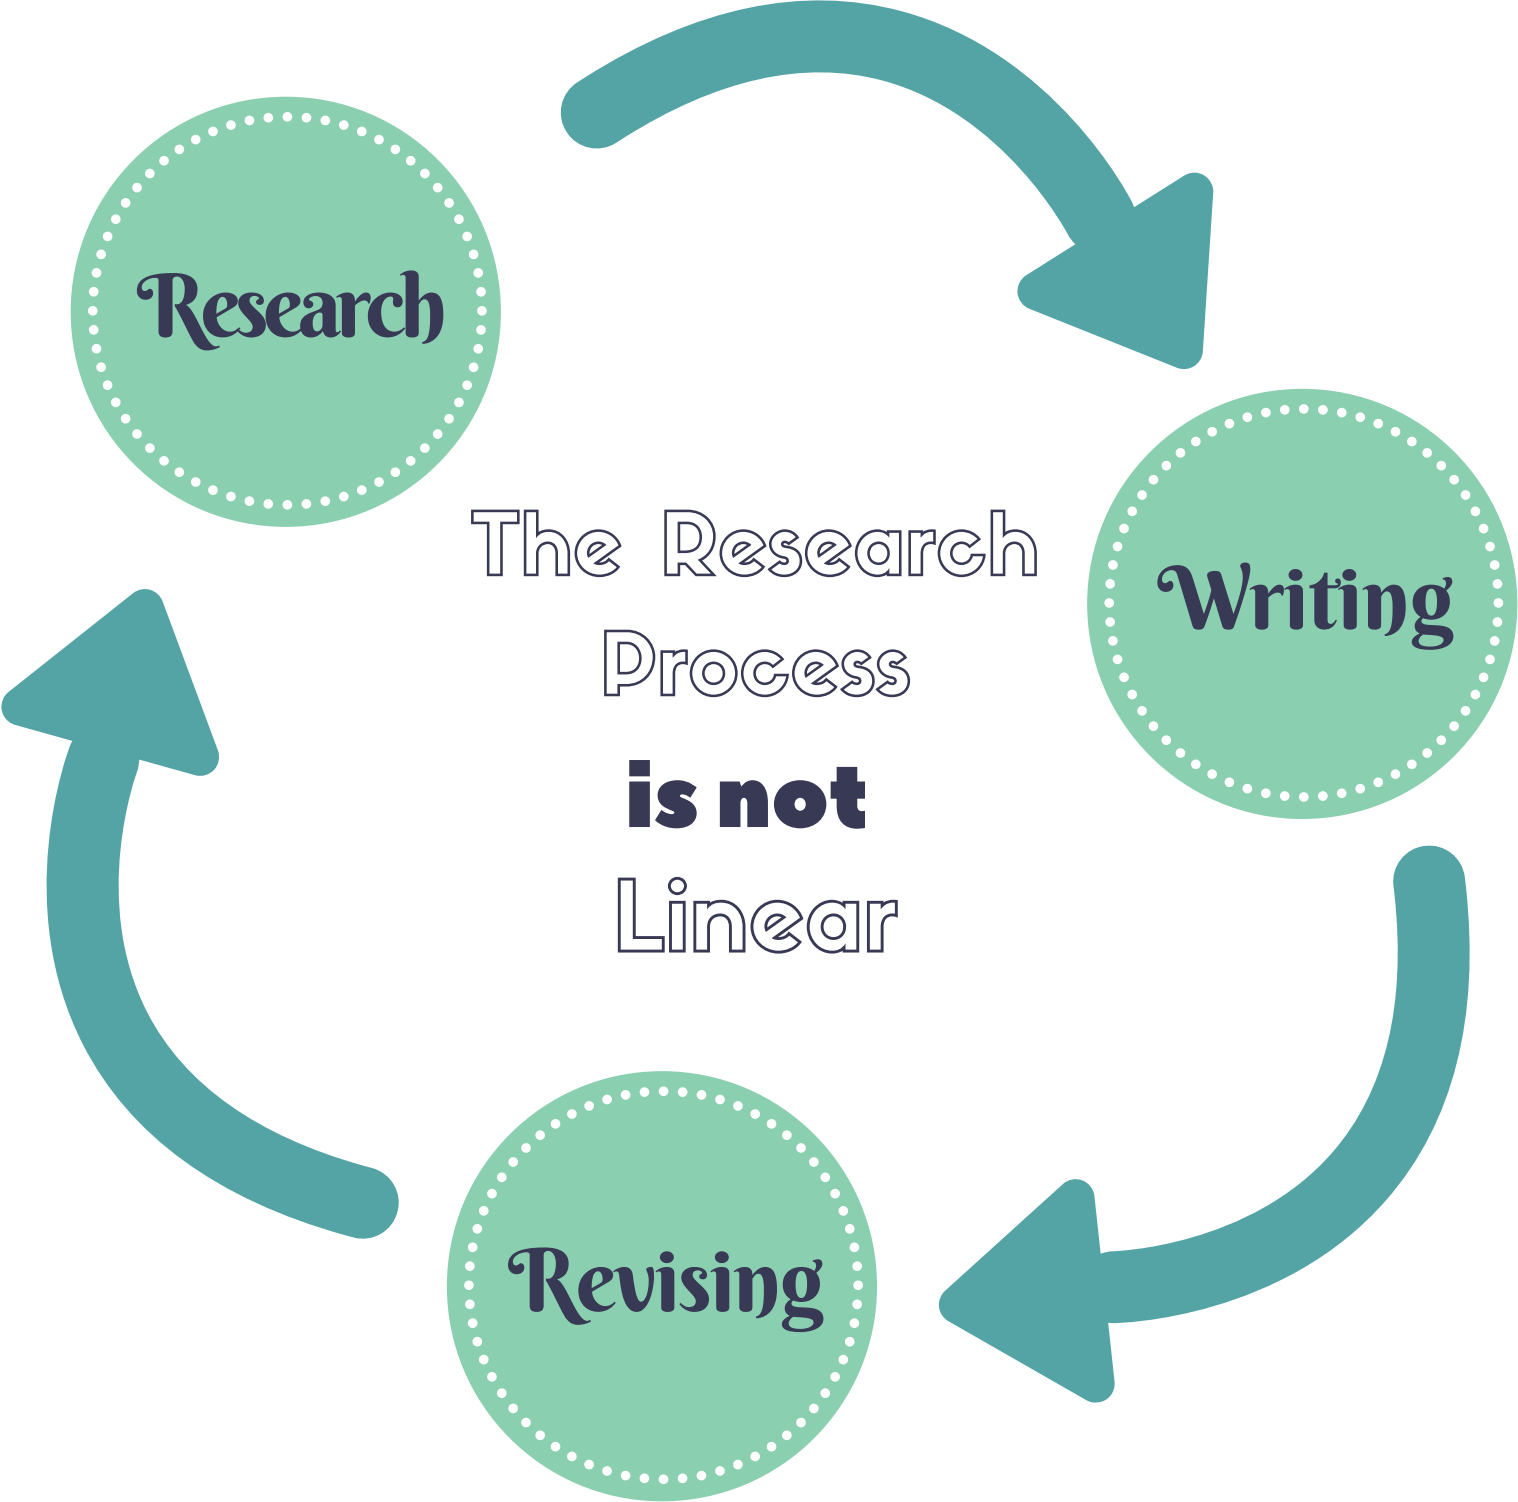 Research
The Research
Process
is not
Linear
Writing
Revising